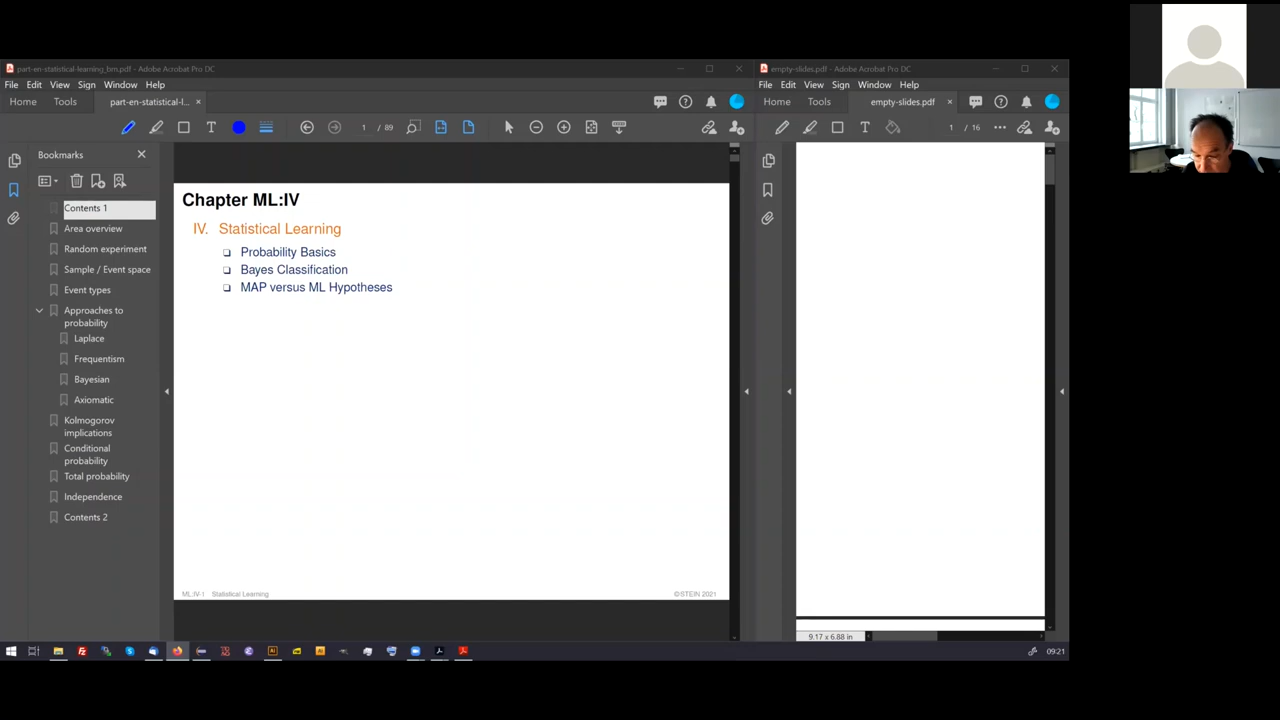 part-en-statistical-learning_bm.pdf - Adobe Acrobat Pro DC
File Edit View Sign Window Help
Home Tools part-en-statistical-l... ×
1 / 89
Bookmarks
Contents 1
Area overview
Random experiment
Sample / Event space
Event types
Approaches to
probability
Laplace
Frequentism
Bayesian
Axiomatic
Kolmogorov
implications
Conditional
probability
Total probability
Independence
Contents 2
Chapter ML:IV
IV. Statistical Learning
❑ Probability Basics
❑ Bayes Classification
❑ MAP versus ML Hypotheses
ML:IV-1 Statistical Learning
©STEIN 2021
empty-slides.pdf - Adobe Acrobat Pro DC
File Edit View Sign Window Help
Home Tools empty-slides.pdf ×
1 / 16
9.17 x 6.88 in
09:21